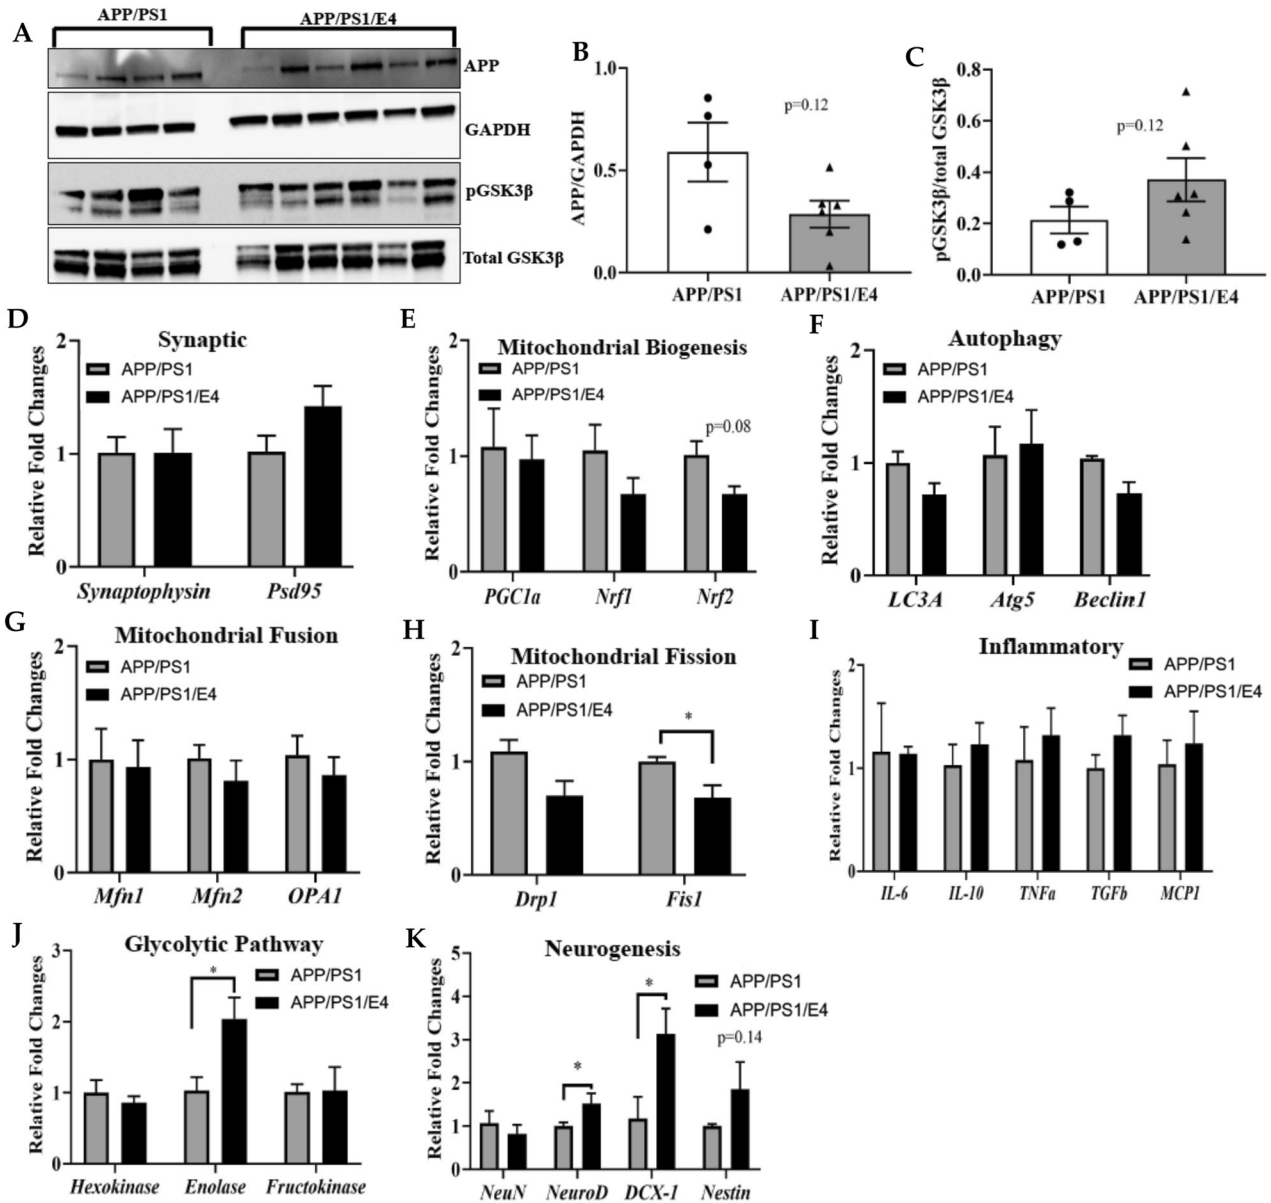 A
APP/PS1
APP/PS1/E4
APP
GAPDH
pGSK3β
Total GSK3β
B
APP/GAPDH
1.0
0.5
0.0
p=0.12
APP/PS1
APP/PS1/E4
C
pGSK3β/total GSK3β
0.8
0.6
0.4
0.2
0.0
p=0.12
APP/PS1
APP/PS1/E4
D
Synaptic
Relative Fold Changes
2
1
0
APP/PS1
APP/PS1/E4
Synaptophysin
Psd95
E
Mitochondrial Biogenesis
Relative Fold Changes
2
1
0
APP/PS1
APP/PS1/E4
p=0.08
PGC1a
Nrf1
Nrf2
F
Autophagy
Relative Fold Changes
2
1
0
APP/PS1
APP/PS1/E4
LC3A
Atg5
Beclin1
G
Mitochondrial Fusion
Relative Fold Changes
2
1
0
APP/PS1
APP/PS1/E4
Mfn1
Mfn2
OPA1
H
Mitochondrial Fission
Relative Fold Changes
2
1
0
APP/PS1
APP/PS1/E4
*
Drp1
Fis1
I
Inflammatory
Relative Fold Changes
2
1
0
APP/PS1
APP/PS1/E4
IL-6
IL-10
TNFa
TGFb
MCP1
J
Glycolytic Pathway
Relative Fold Changes
3
2
1
0
*
APP/PS1
APP/PS1/E4
Hexokinase
Enolase
Fructokinase
K
Neurogenesis
Relative Fold Changes
5
4
3
2
1
0
*
*
APP/PS1
APP/PS1/E4
p=0.14
NeuN
NeuroD
DCX-1
Nestin